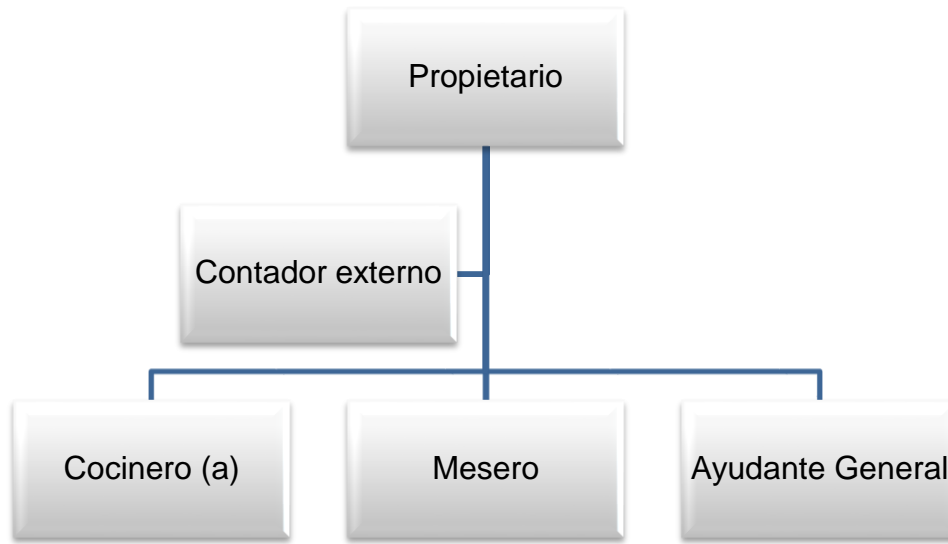 Propietario
Contador externo
Cocinero (a)
Mesero
Ayudante General